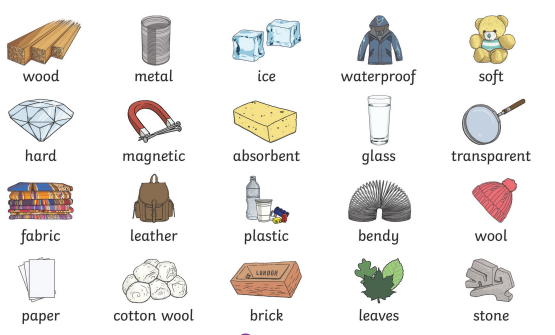 wood metal ice waterproof soft
hard magnetic absorbent glass transparent
fabric leather plastic bendy wool
LONDON
paper cotton wool brick leaves stone